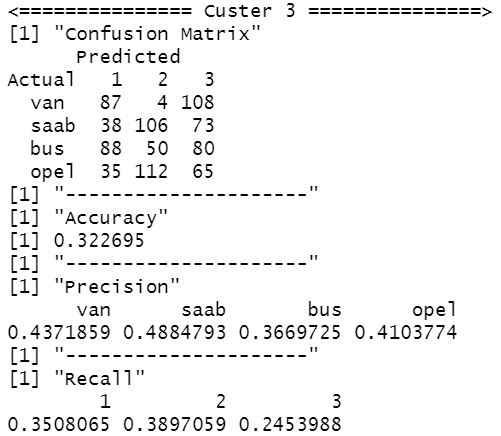 <================ Custer 3 ===============>
[1] "Confusion Matrix"
Predicted
Actual 1 2 3
van 87 4 108
saab 38 106 73
bus 88 50 80
opel 35 112 65
[1] "---------------------"
[1] "Accuracy"
[1] 0.322695
[1] "---------------------"
[1] "Precision"
van saab bus opel
0.4371859 0.4884793 0.3669725 0.4103774
[1] "---------------------"
[1] "Recall"
1 2 3
0.3508065 0.3897059 0.2453988